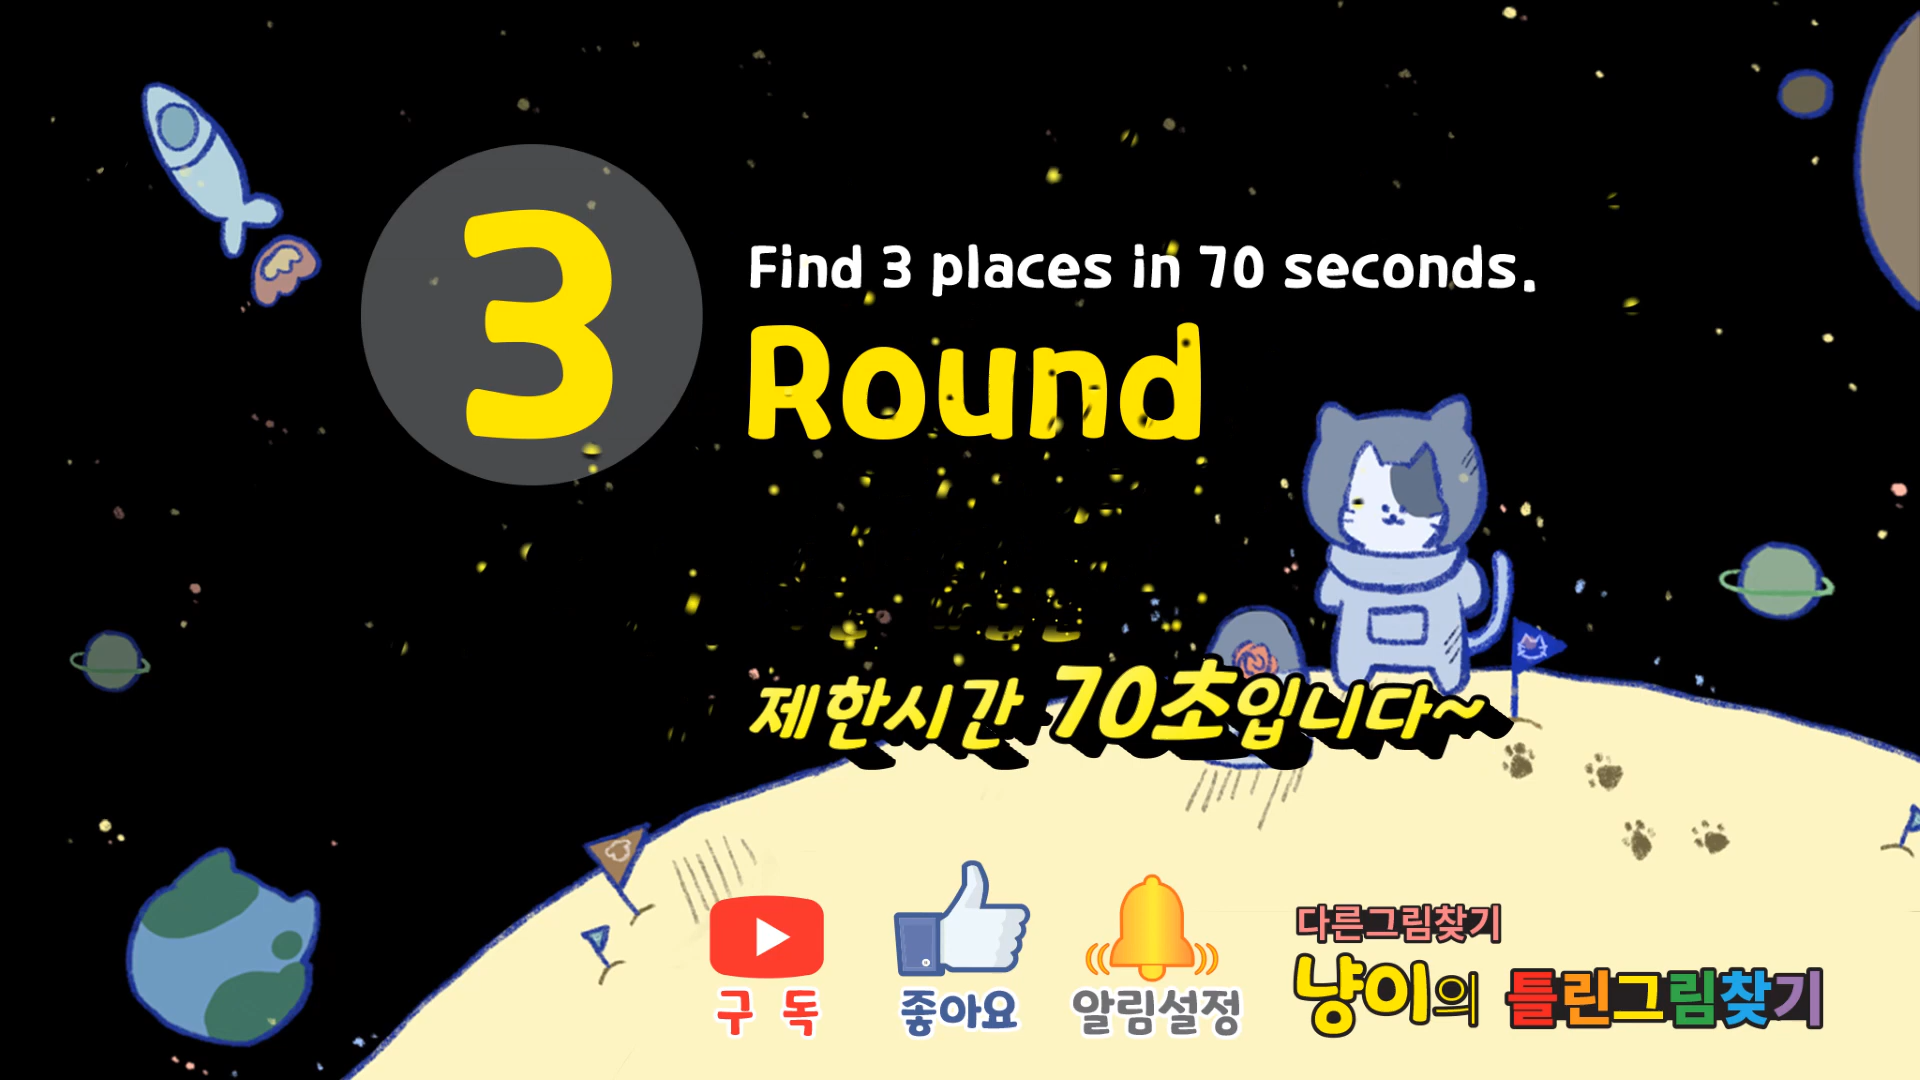 3
Find 3 places in 70 seconds.
Round
제한시간 70초입니다~
구 독
좋아요
알림설정
다른그림찾기
냥이의 틀린그림찾기